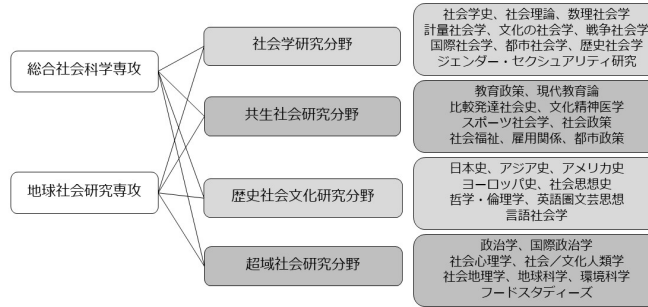 総合社会科学専攻
地球社会研究専攻
社会学研究分野
社会学史、社会理論、数理社会学
計量社会学、文化の社会学、戦争社会学
国際社会学、都市社会学、歴史社会学
ジェンダー・セクシュアリティ研究
共生社会研究分野
教育政策、現代教育論
比較発達社会史、文化精神医学
スポーツ社会学、社会政策
社会福祉、雇用関係、都市政策
歴史社会文化研究分野
日本史、アジア史、アメリカ史
ヨーロッパ史、社会思想史
哲学・倫理学、英語圏文芸思想
言語社会学
超域社会研究分野
政治学、国際政治学
社会心理学、社会／文化人類学
社会地理学、地球科学、環境科学
フードスタディーズ